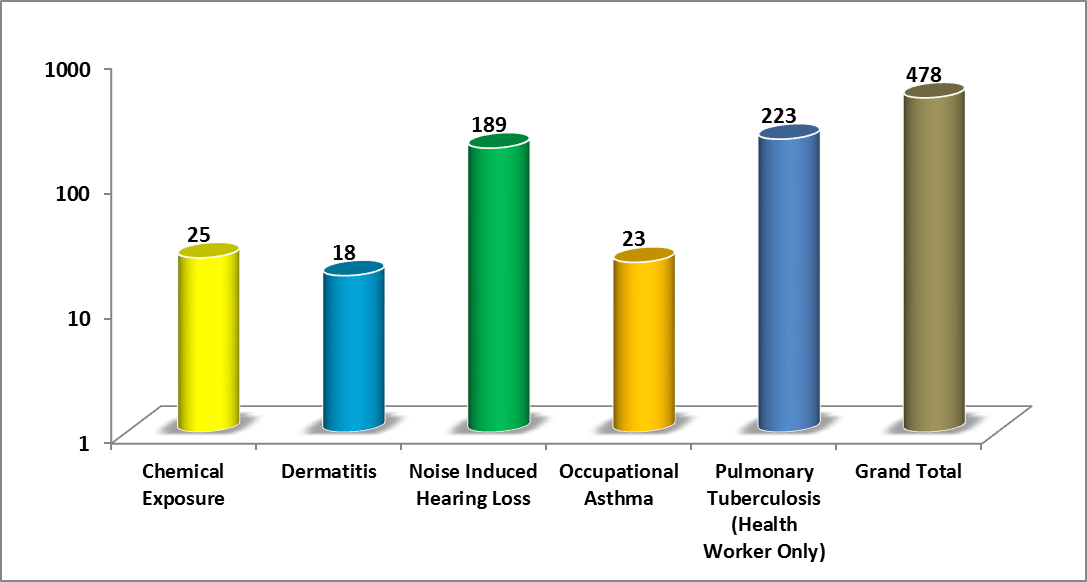 1000
100
10
1
25
18
189
23
223
478
Chemical
Exposure
Dermatitis
Noise Induced
Hearing Loss
Occupational
Asthma
Pulmonary
Tuberculosis
(Health
Worker Only)
Grand Total